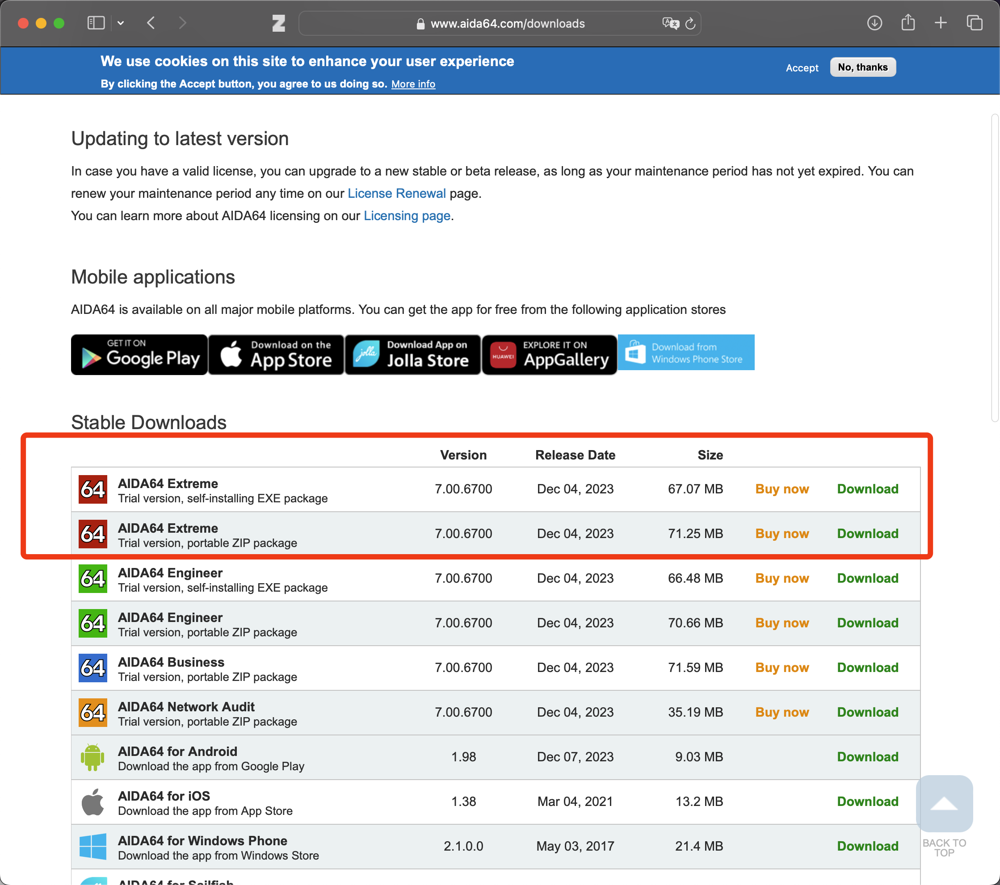 www.aida64.com/downloads
We use cookies on this site to enhance your user experience
By clicking the Accept button, you agree to us doing so. More info
Accept
No, thanks
Updating to latest version
In case you have a valid license, you can upgrade to a new stable or beta release, as long as your maintenance period has not yet expired. You can
renew your maintenance period any time on our License Renewal page.
You can learn more about AIDA64 licensing on our Licensing page.
Mobile applications
AIDA64 is available on all major mobile platforms. You can get the app for free from the following application stores
GET IT ON
Google Play
Download on the
App Store
jolla
Download App on
Jolla Store
HUAWEI
EXPLORE IT ON
AppGallery
Download from
Windows Phone Store
Stable Downloads
Version Release Date Size
64 AIDA64 Extreme 7.00.6700 Dec 04, 2023 67.07 MB Buy now Download
Trial version, self-installing EXE package
64 AIDA64 Extreme 7.00.6700 Dec 04, 2023 71.25 MB Buy now Download
Trial version, portable ZIP package
64 AIDA64 Engineer 7.00.6700 Dec 04, 2023 66.48 MB Buy now Download
Trial version, self-installing EXE package
64 AIDA64 Engineer 7.00.6700 Dec 04, 2023 70.66 MB Buy now Download
Trial version, portable ZIP package
64 AIDA64 Business 7.00.6700 Dec 04, 2023 71.59 MB Buy now Download
Trial version, portable ZIP package
64 AIDA64 Network Audit 7.00.6700 Dec 04, 2023 35.19 MB Buy now Download
Trial version, portable ZIP package
AIDA64 for Android 1.98 Dec 07, 2023 9.03 MB Download
Download the app from Google Play
AIDA64 for iOS 1.38 Mar 04, 2021 13.2 MB Download
Download the app from App Store
AIDA64 for Windows Phone 2.1.0.0 May 03, 2017 21.4 MB Download
Download the app from Windows Store
BACK TO
TOP
AIDA64 for Sailfish